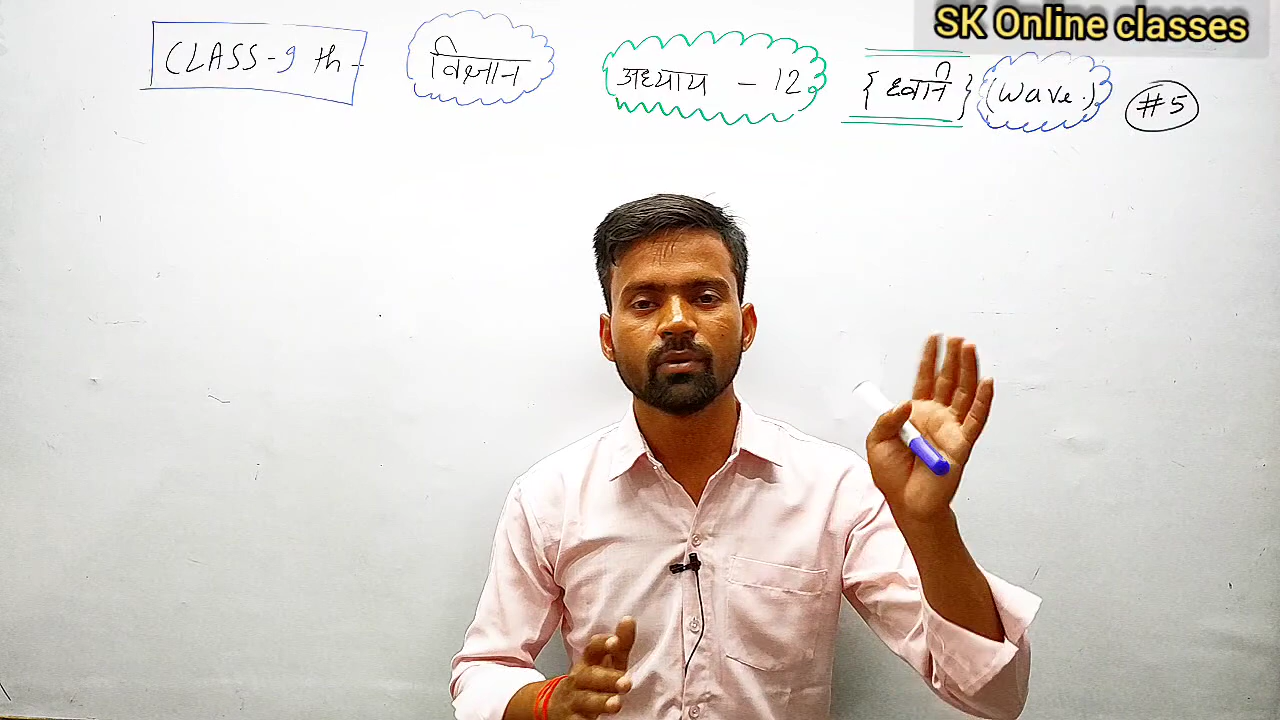 SK Online classes
CLASS-9 th- विज्ञान अध्याय - 12 {ध्वनि} (Wave.) #5